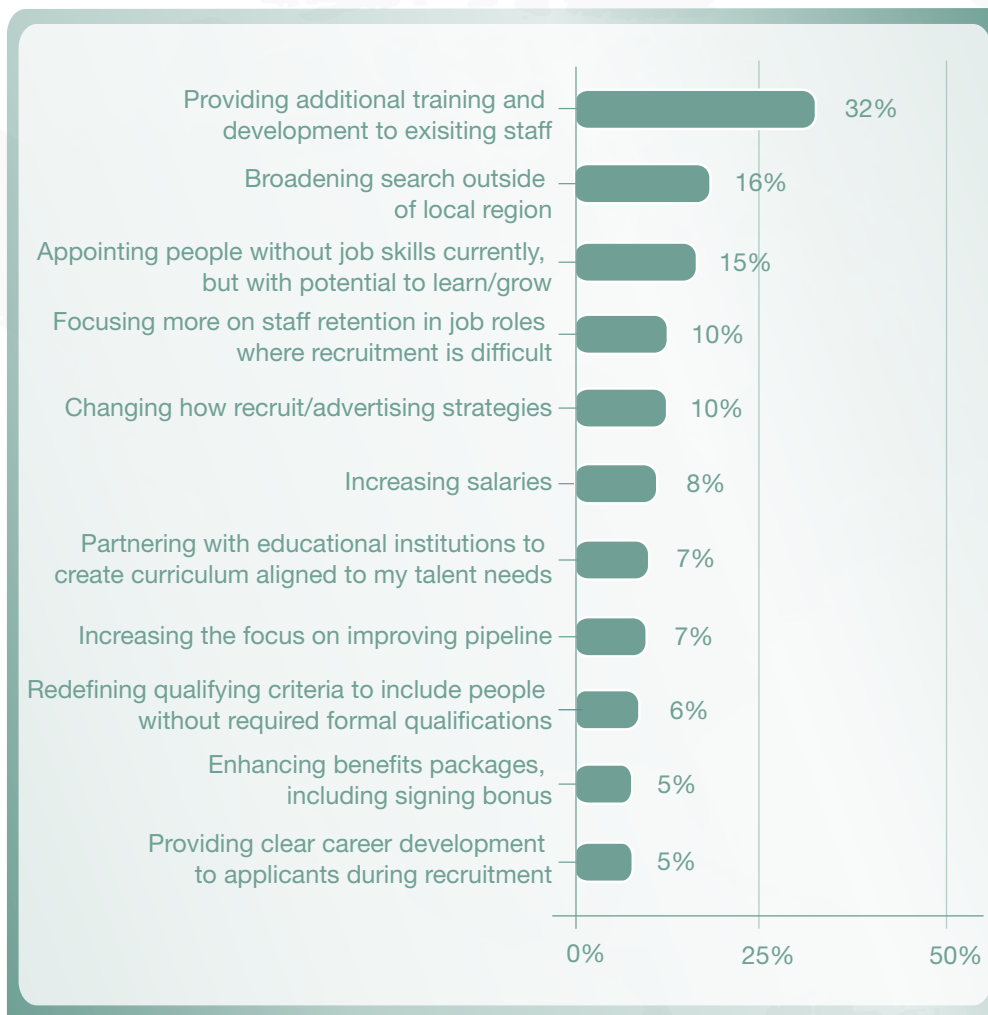 Providing additional training and
development to exisiting staff
32%
Broadening search outside
of local region
16%
Appointing people without job skills currently,
but with potential to learn/grow
15%
Focusing more on staff retention in job roles
where recruitment is difficult
10%
Changing how recruit/advertising strategies
10%
Increasing salaries
8%
Partnering with educational institutions to
create curriculum aligned to my talent needs
7%
Increasing the focus on improving pipeline
7%
Redefining qualifying criteria to include people
without required formal qualifications
6%
Enhancing benefits packages,
including signing bonus
5%
Providing clear career development
to applicants during recruitment
5%
0%
25%
50%